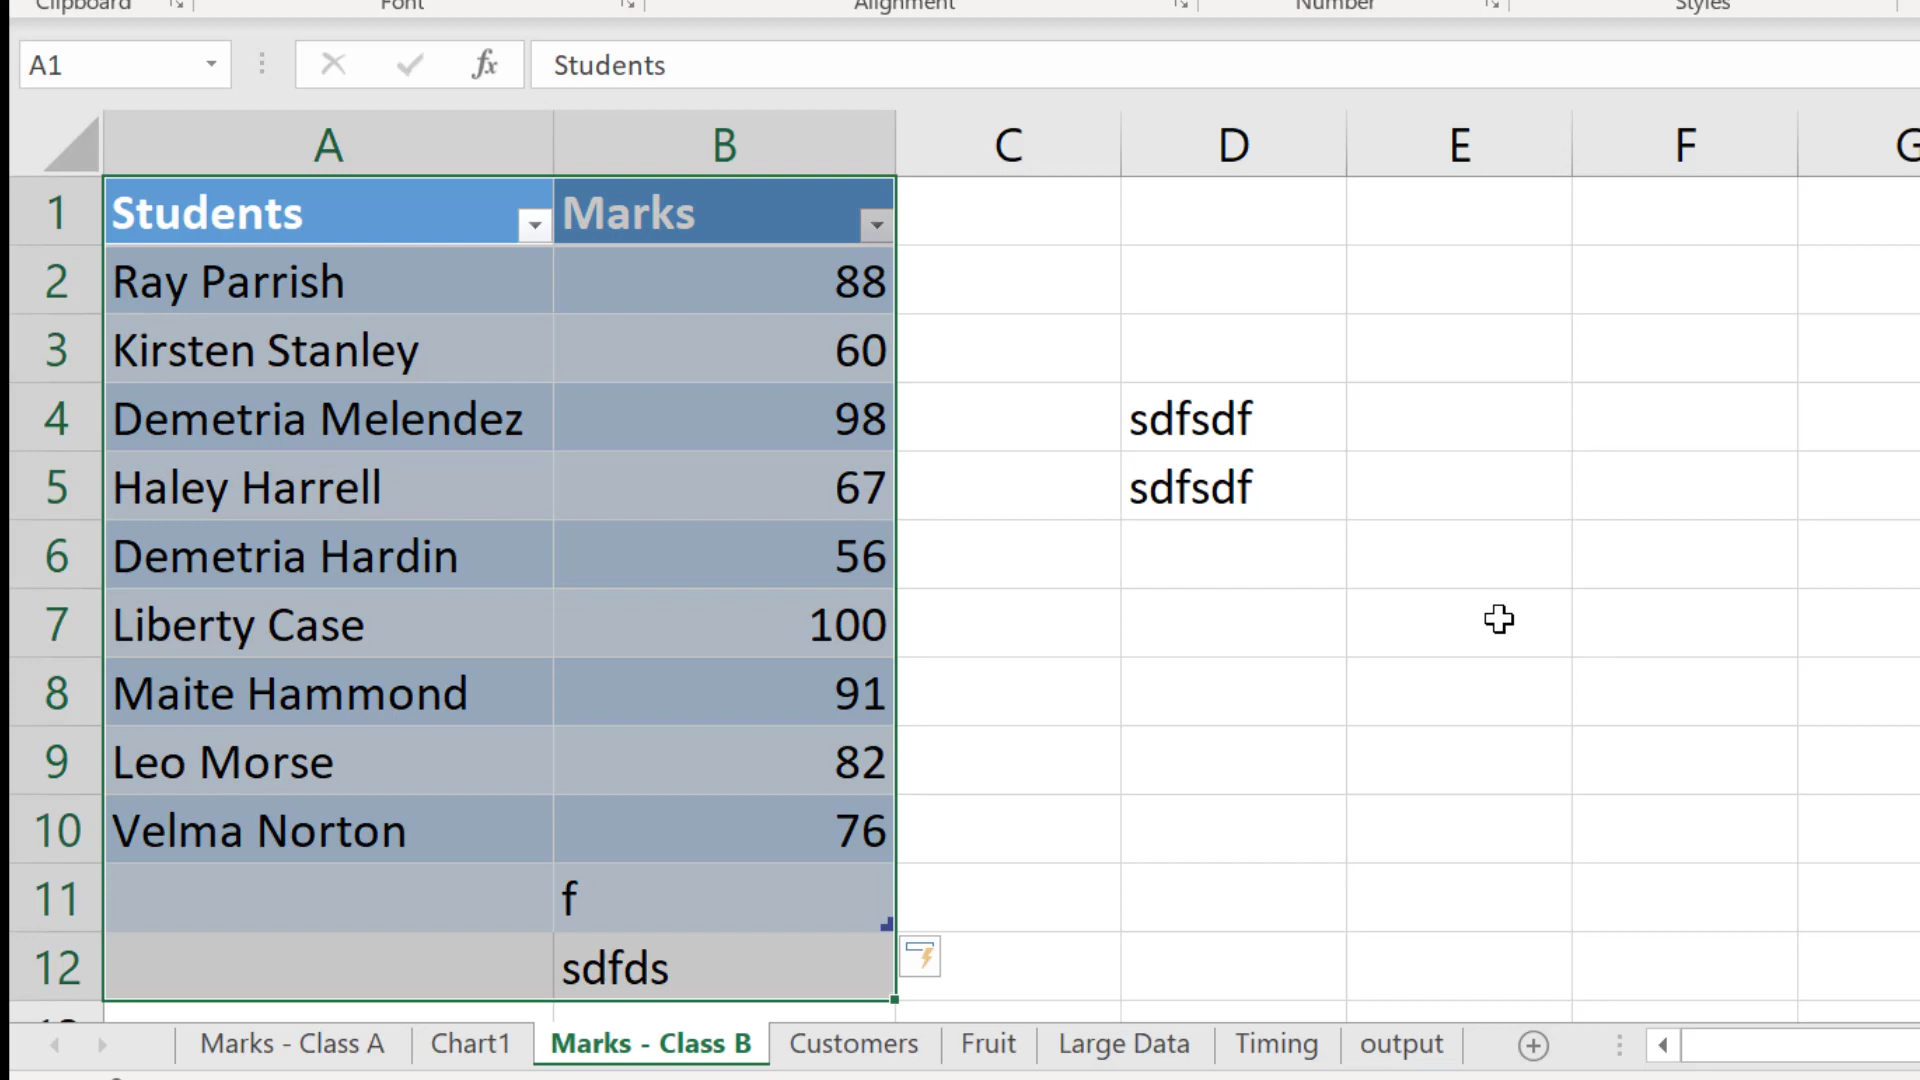 Clipboard Font Alignment Number Styles
A1 fx Students
A B C D E F G
1 Students Marks
2 Ray Parrish 88
3 Kirsten Stanley 60
4 Demetria Melendez 98 sdfsdf
5 Haley Harrell 67 sdfsdf
6 Demetria Hardin 56
7 Liberty Case 100
8 Maite Hammond 91
9 Leo Morse 82
10 Velma Norton 76
11 f
12 sdfds
Marks - Class A Chart1 Marks - Class B Customers Fruit Large Data Timing output